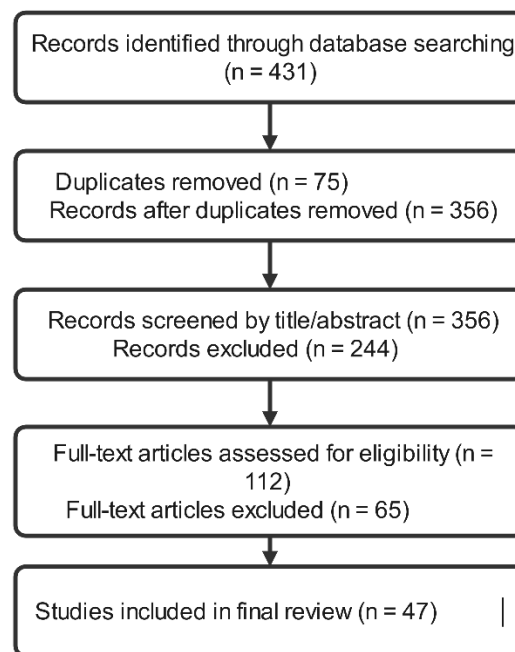 Records identified through database searching
(n = 431)
Duplicates removed (n = 75)
Records after duplicates removed (n = 356)
Records screened by title/abstract (n = 356)
Records excluded (n = 244)
Full-text articles assessed for eligibility (n =
112)
Full-text articles excluded (n = 65)
Studies included in final review (n = 47)